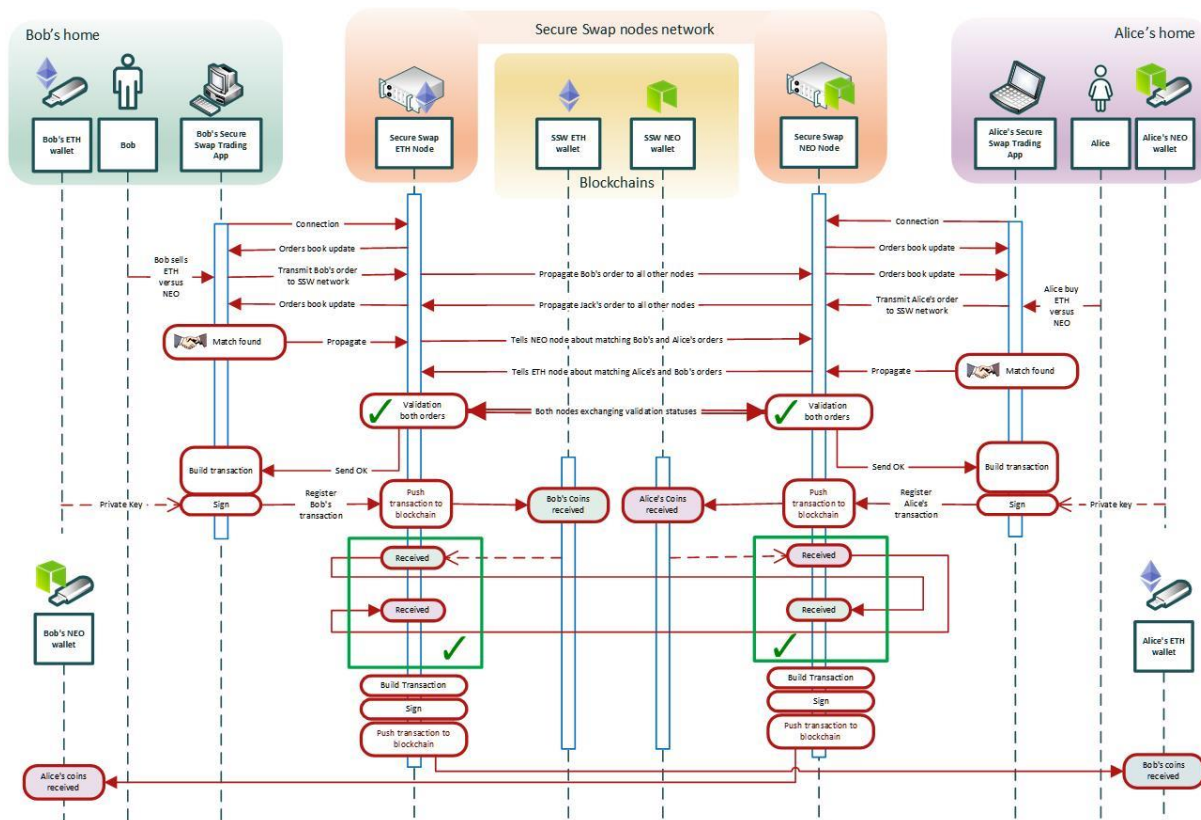 Bob's home
Secure Swap nodes network
Alice's home
Bob's ETH
wallet
Bob
Bob's Secure
Swap Trading
App
Secure Swap
ETH Node
SSW ETH
wallet
SSW NEO
wallet
Secure Swap
NEO Node
Alice's Secure
Swap Trading
App
Alice
Alice's NEO
wallet
Blockchains
Connection
Connection
Orders book update
Orders book update
Bob sells
ETH
versus
NEO
Transmit Bob's order
to SSW network
Propagate Bob's order to all other nodes
Orders book update
Orders book update
Propagate Jack's order to all other nodes
Transmit Alice's order
to SSW network
Alice buy
ETH
versus
NEO
Match found
Propagate
Tells NEO node about matching Bob's and Alice's orders
Tells ETH node about matching Alice's and Bob's orders
Propagate
Match found
Validation
both orders
Both nodes exchanging validation statuses
Validation
both orders
Build transaction
Send OK
Send OK
Build transaction
Private Key
Sign
Register
Bob's
transaction
Push
transaction to
blockchain
Bob's Coins
received
Alice's Coins
received
Push
transaction to
blockchain
Register
Alice's
transaction
Sign
Private key
Received
Received
Received
Received
Bob's NEO
wallet
Alice's ETH
wallet
Build Transaction
Sign
Push transaction to
blockchain
Build Transaction
Sign
Push transaction to
blockchain
Alice's coins
received
Bob's coins
received